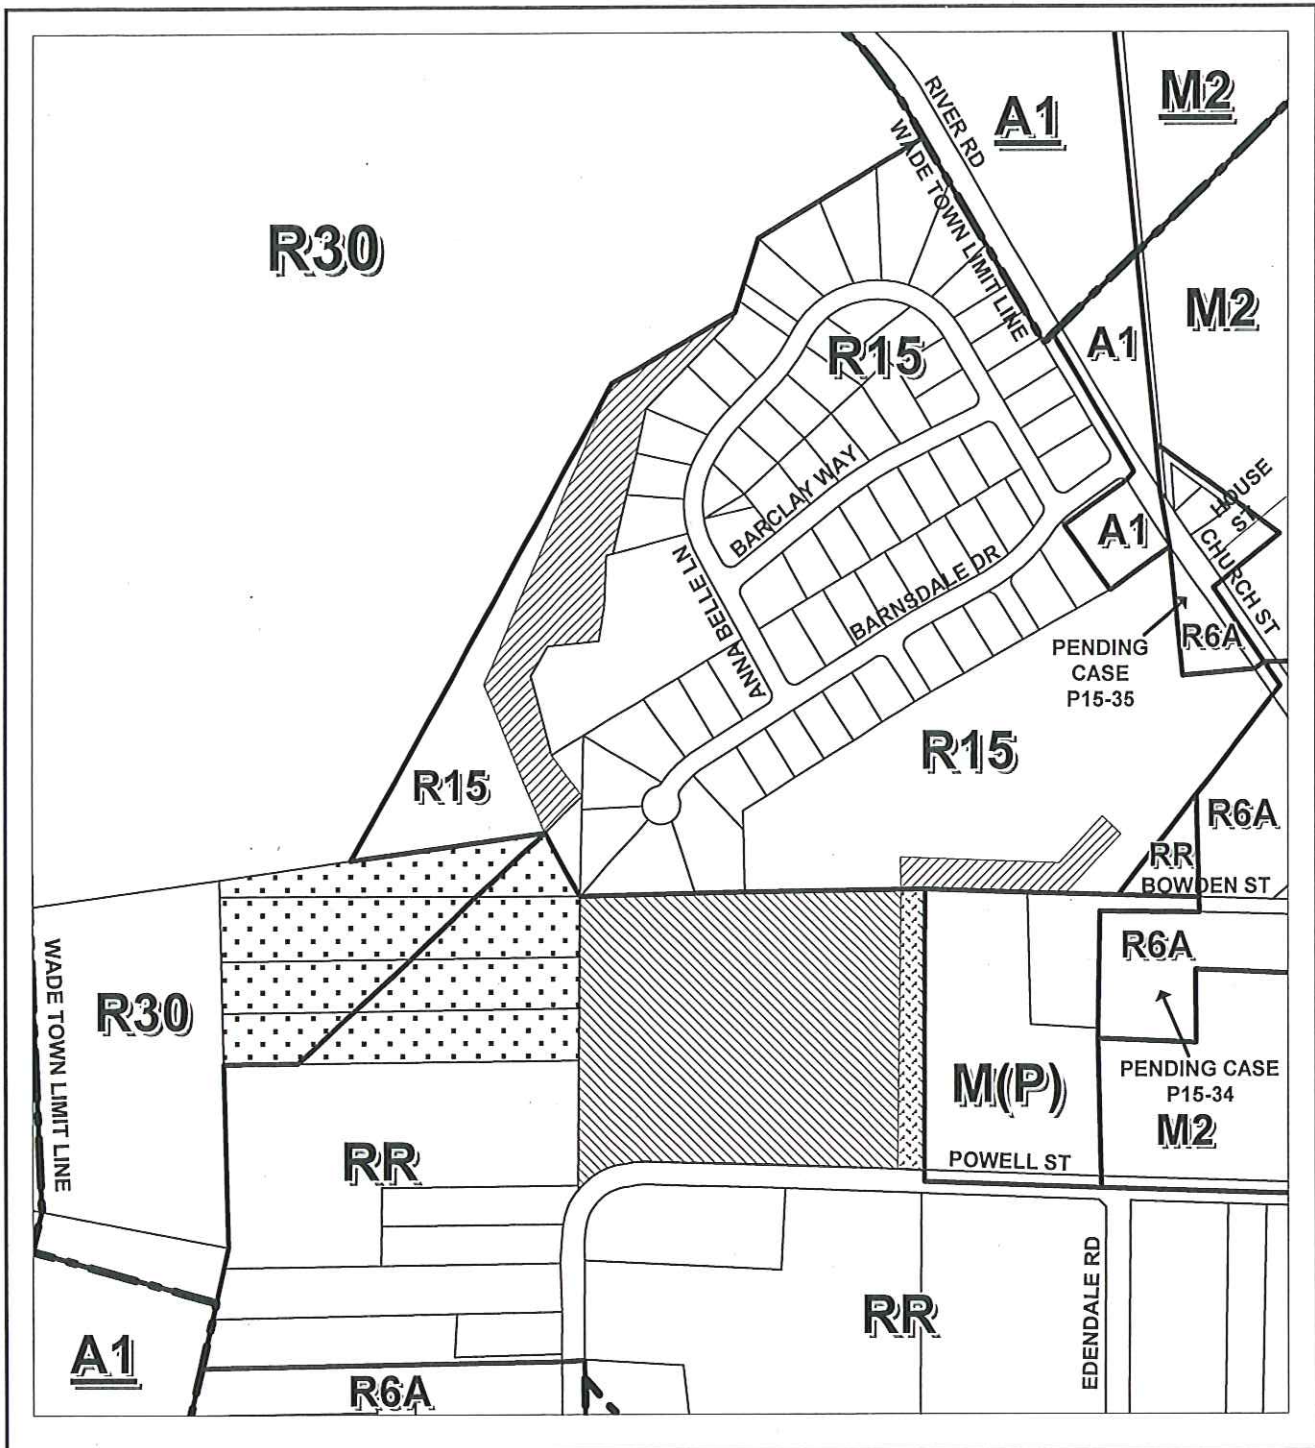 RIVER RD
A1
M2
WADE TOWN LIMIT LINE
R30
M2
R15
A1
HOUSE
ST
BARCLAY WAY
A1
CHURCH ST
ANNA BELLE LN
BARNSDALE DR
R6A
PENDING
CASE
P15-35
R15
R15
R6A
RR
BOWDEN ST
R6A
WADE TOWN LIMIT LINE
R30
PENDING CASE
P15-34
M(P)
M2
RR
POWELL ST
EDENDALE RD
RR
A1
R6A